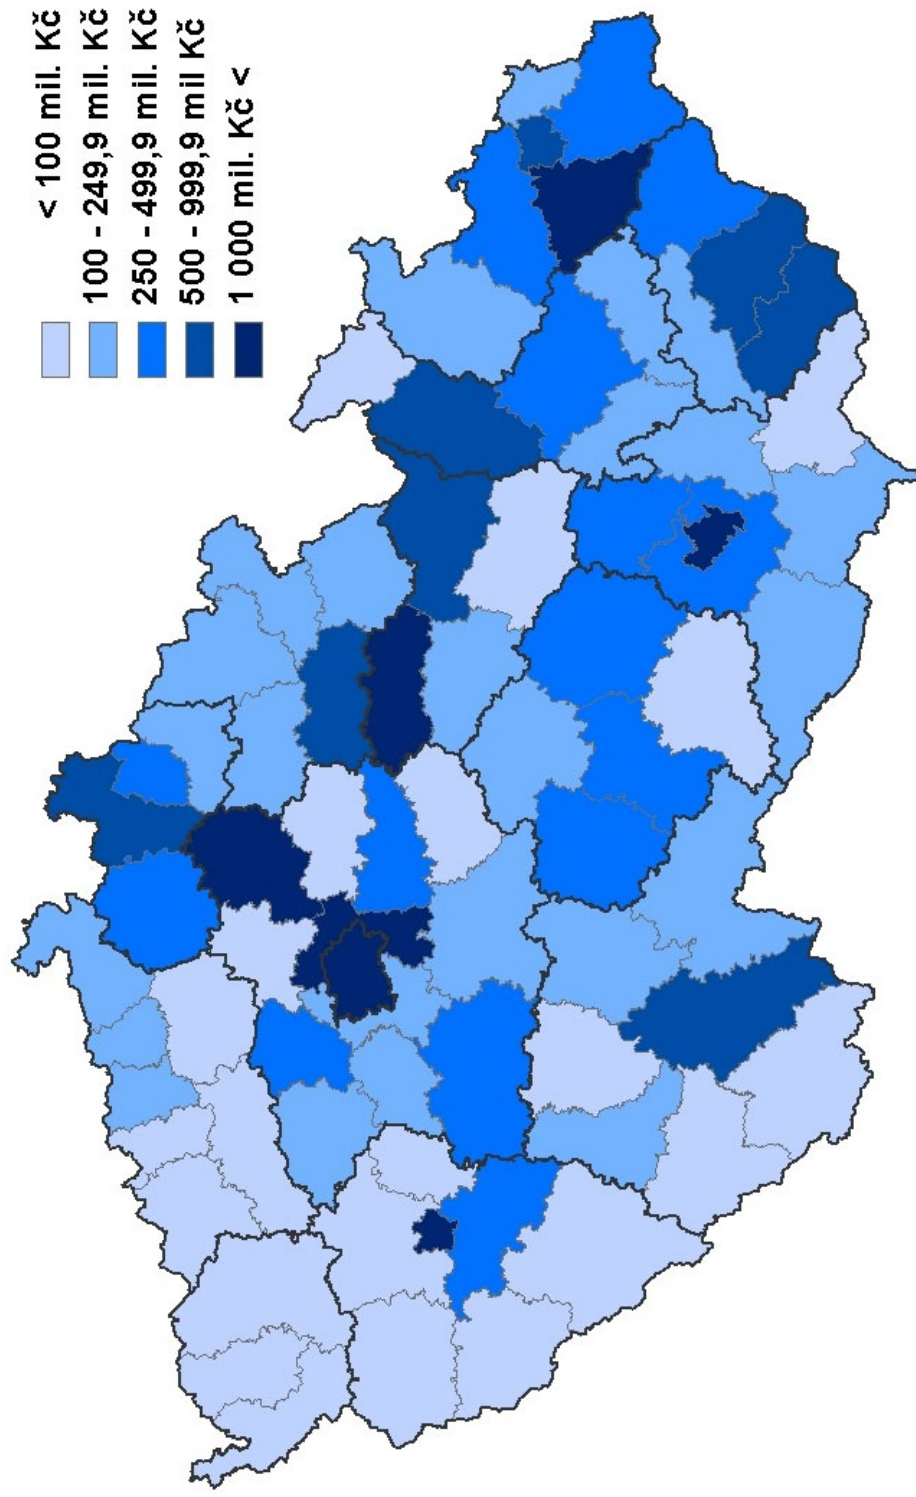 < 100 mil. Kč
100 - 249,9 mil. Kč
250 - 499,9 mil. Kč
500 - 999,9 mil Kč
1 000 mil. Kč <